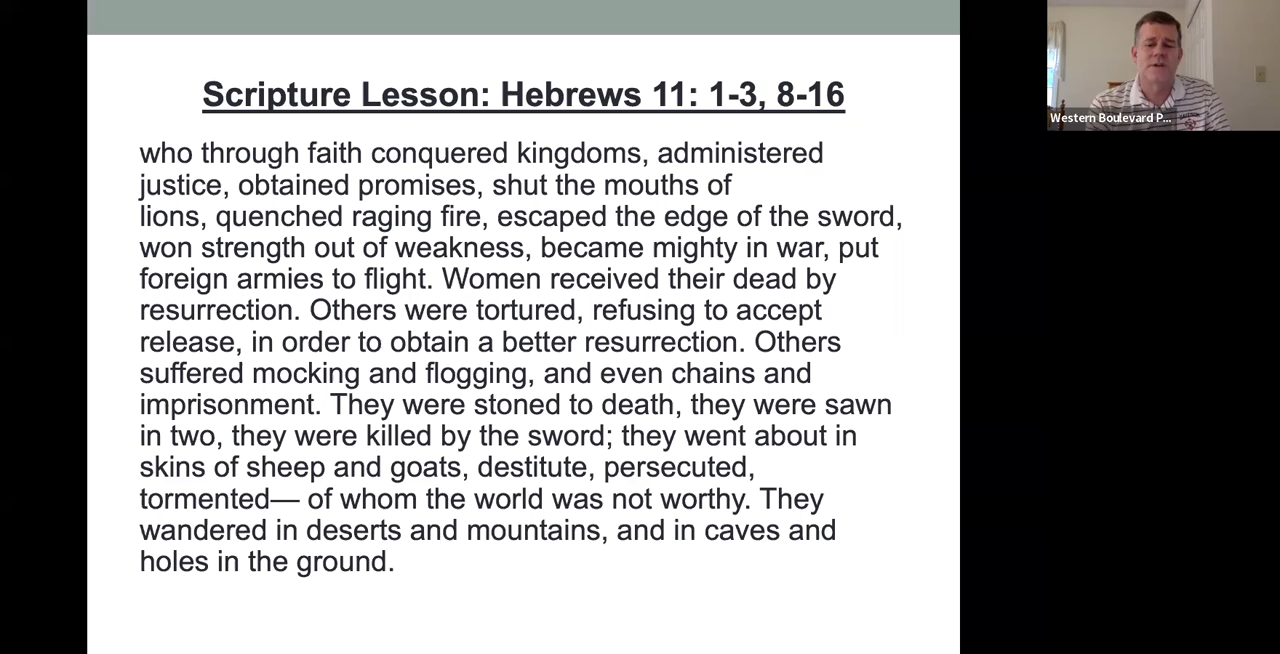 Scripture Lesson: Hebrews 11: 1-3, 8-16
who through faith conquered kingdoms, administered
justice, obtained promises, shut the mouths of
lions, quenched raging fire, escaped the edge of the sword,
won strength out of weakness, became mighty in war, put
foreign armies to flight. Women received their dead by
resurrection. Others were tortured, refusing to accept
release, in order to obtain a better resurrection. Others
suffered mocking and flogging, and even chains and
imprisonment. They were stoned to death, they were sawn
in two, they were killed by the sword; they went about in
skins of sheep and goats, destitute, persecuted,
tormented— of whom the world was not worthy. They
wandered in deserts and mountains, and in caves and
holes in the ground.
Western Boulevard P...